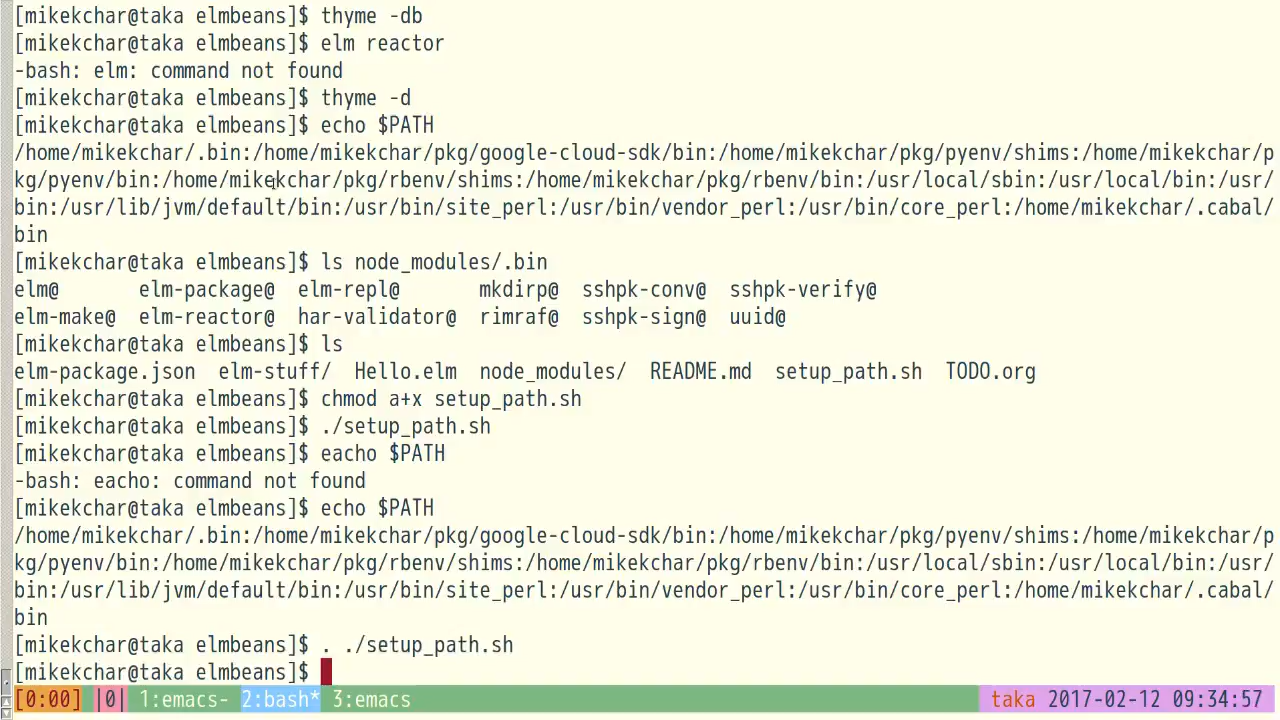 [mikekchar@taka elmbeans]$ thyme -db
[mikekchar@taka elmbeans]$ elm reactor
-bash: elm: command not found
[mikekchar@taka elmbeans]$ thyme -d
[mikekchar@taka elmbeans]$ echo $PATH
/home/mikekchar/.bin:/home/mikekchar/pkg/google-cloud-sdk/bin:/home/mikekchar/pkg/pyenv/shims:/home/mikekchar/p
kg/pyenv/bin:/home/mikekchar/pkg/rbenv/shims:/home/mikekchar/pkg/rbenv/bin:/usr/local/sbin:/usr/local/bin:/usr/
bin:/usr/lib/jvm/default/bin:/usr/bin/site_perl:/usr/bin/vendor_perl:/usr/bin/core_perl:/home/mikekchar/.cabal/
bin
[mikekchar@taka elmbeans]$ ls node_modules/.bin
elm@       elm-package@  elm-repl@       mkdirp@  sshpk-conv@  sshpk-verify@
elm-make@  elm-reactor@  har-validator@  rimraf@  sshpk-sign@  uuid@
[mikekchar@taka elmbeans]$ ls
elm-package.json  elm-stuff/  Hello.elm  node_modules/  README.md  setup_path.sh  TODO.org
[mikekchar@taka elmbeans]$ chmod a+x setup_path.sh
[mikekchar@taka elmbeans]$ ./setup_path.sh
[mikekchar@taka elmbeans]$ eacho $PATH
-bash: eacho: command not found
[mikekchar@taka elmbeans]$ echo $PATH
/home/mikekchar/.bin:/home/mikekchar/pkg/google-cloud-sdk/bin:/home/mikekchar/pkg/pyenv/shims:/home/mikekchar/p
kg/pyenv/bin:/home/mikekchar/pkg/rbenv/shims:/home/mikekchar/pkg/rbenv/bin:/usr/local/sbin:/usr/local/bin:/usr/
bin:/usr/lib/jvm/default/bin:/usr/bin/site_perl:/usr/bin/vendor_perl:/usr/bin/core_perl:/home/mikekchar/.cabal/
bin
[mikekchar@taka elmbeans]$ . ./setup_path.sh
[mikekchar@taka elmbeans]$
[0:00] |0| 1:emacs- 2:bash* 3:emacs taka 2017-02-12 09:34:57